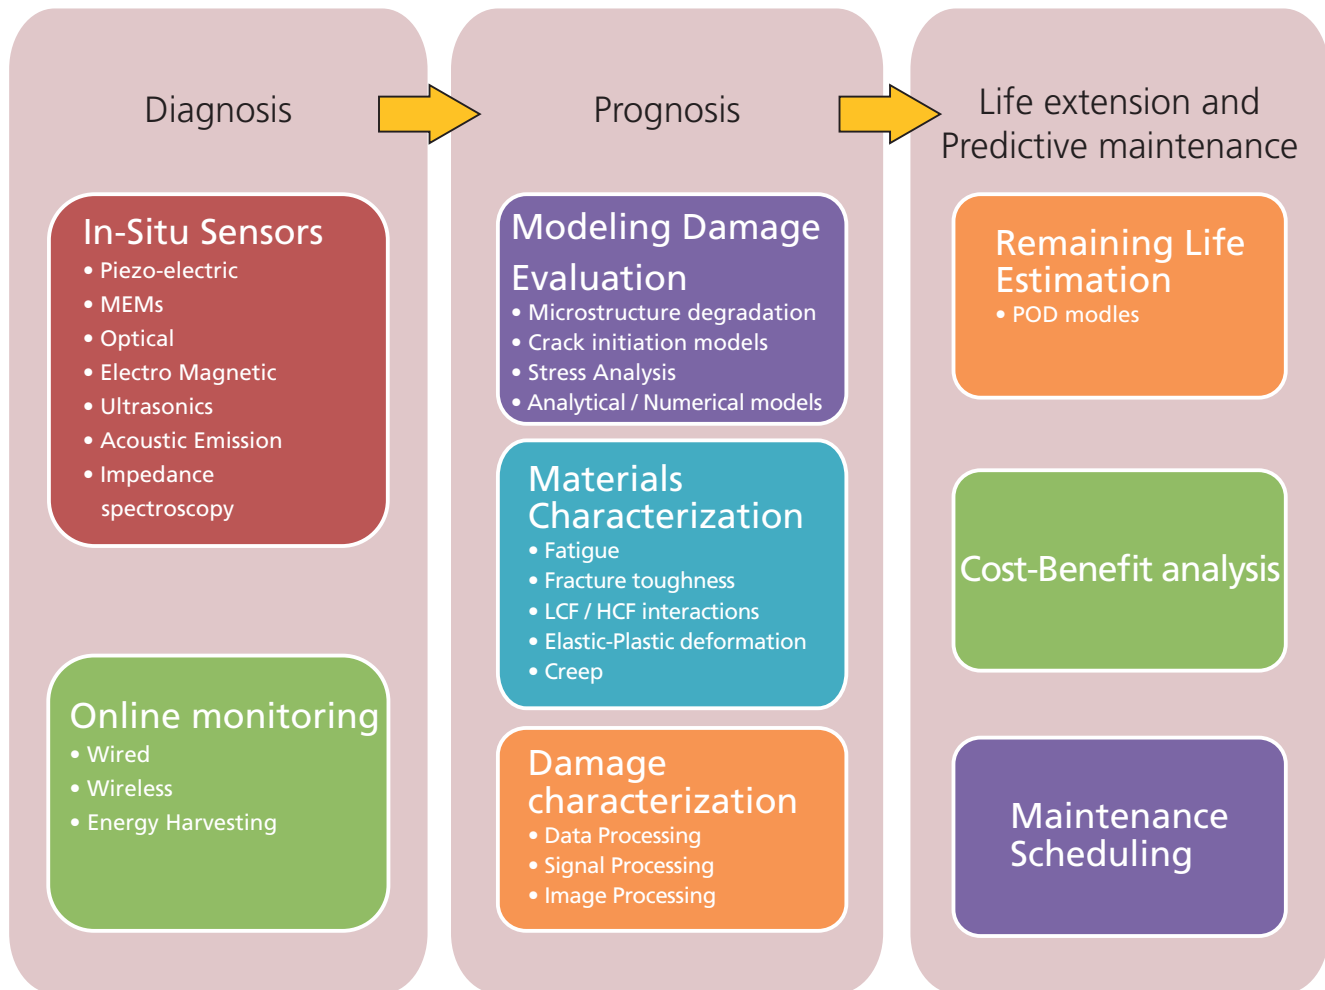 Diagnosis
In-Situ Sensors
• Piezo-electric
• MEMs
• Optical
• Electro Magnetic
• Ultrasonics
• Acoustic Emission
• Impedance
spectroscopy
Online monitoring
• Wired
• Wireless
• Energy Harvesting
Prognosis
Modeling Damage
Evaluation
• Microstructure degradation
• Crack initiation models
• Stress Analysis
• Analytical / Numerical models
Materials
Characterization
• Fatigue
• Fracture toughness
• LCF / HCF interactions
• Elastic-Plastic deformation
• Creep
Damage
characterization
• Data Processing
• Signal Processing
• Image Processing
Life extension and
Predictive maintenance
Remaining Life
Estimation
• POD modles
Cost-Benefit analysis
Maintenance
Scheduling